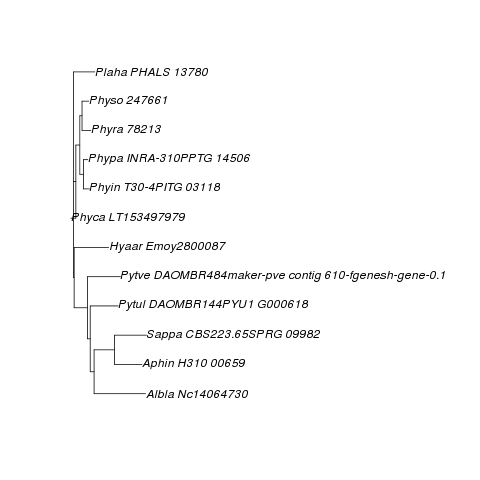 Plaha PHALS 13780
Physo 247661
Phyra 78213
Phypa INRA-310PPTG 14506
Phyin T30-4PITG 03118
Phyca LT153497979
Hyaar Emoy2800087
Pytve DAOMBR484maker-pve contig 610-fgenesh-gene-0.1
Pytul DAOMBR144PYU1 G000618
Sappa CBS223.65SPRG 09982
Aphin H310 00659
Albla Nc14064730